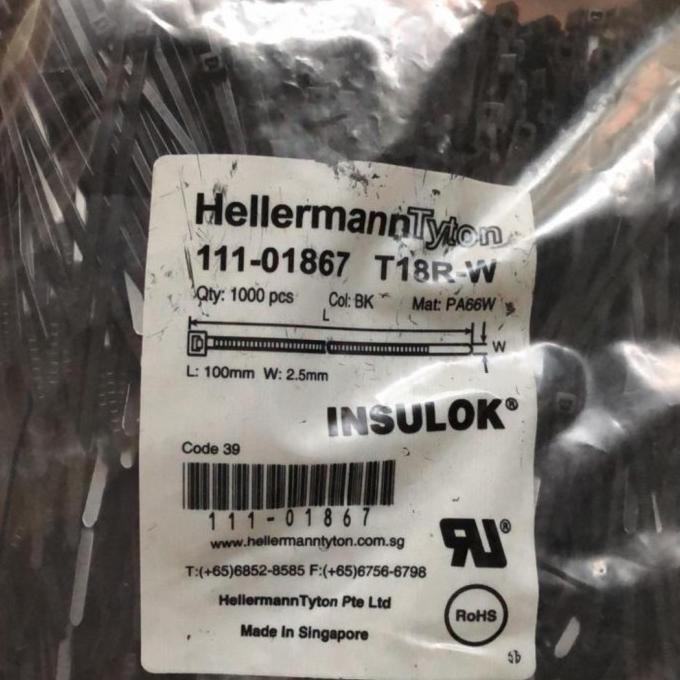 HellermannTyton
111-01867 T18R-W
Qty: 1000 pcs Col: BK Mat: PA66W
L
W
L: 100mm W: 2.5mm
INSULOK®
Code 39
111-01867
www.hellermanntyton.com.sg
T:(+65)6852-8585 F:(+65)6756-6798
HellermannTyton Pte Ltd
Made In Singapore
RU®
RoHS